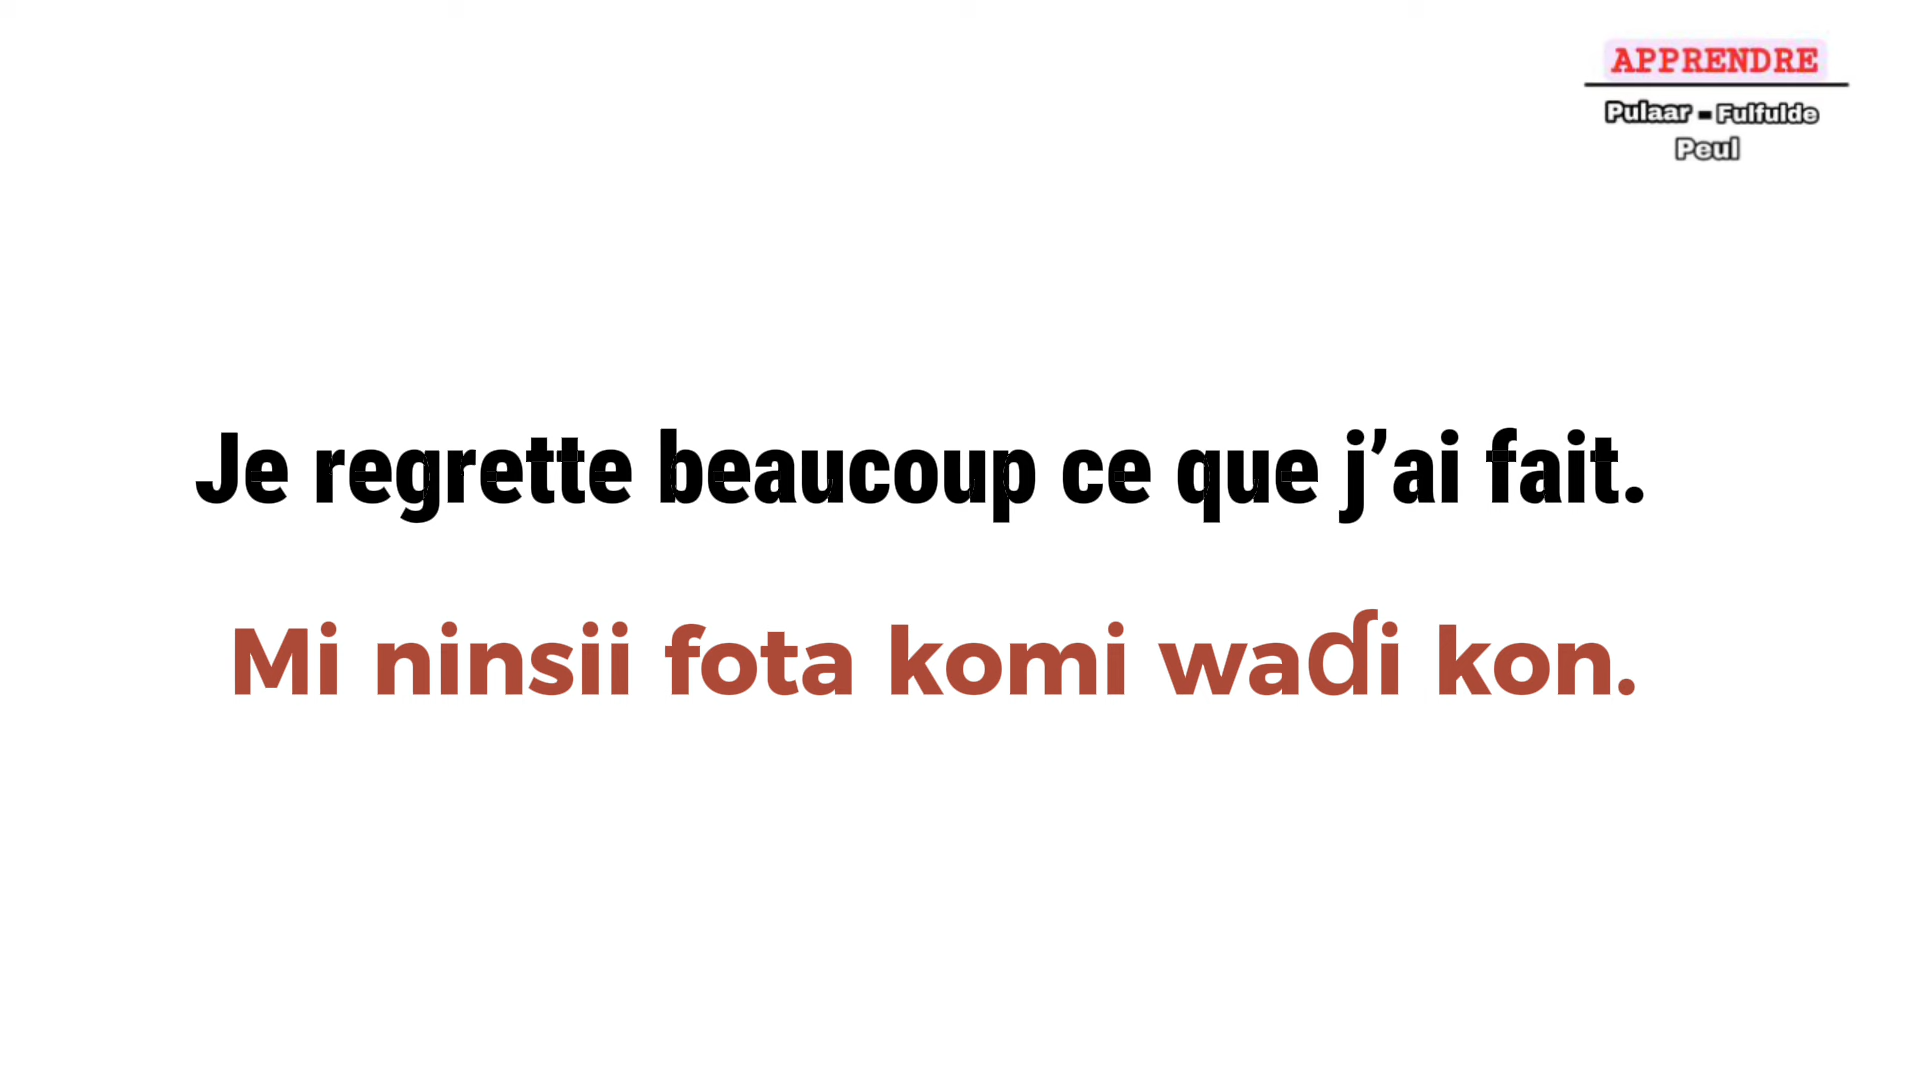 APPRENDRE
Pulaar - Fulfulde
Peul
Je regrette beaucoup ce que j’ai fait.
Mi ninsii fota komi waɗi kon.